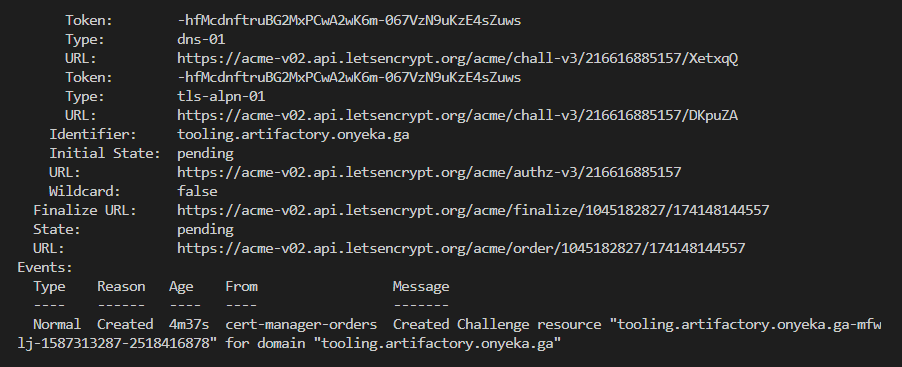 Token: -hfMcdnftruBG2MxPCwA2wK6m-067VzN9uKzE4sZuws
Type: dns-01
URL: https://acme-v02.api.letsencrypt.org/acme/chall-v3/216616885157/XetxqQ
Token: -hfMcdnftruBG2MxPCwA2wK6m-067VzN9uKzE4sZuws
Type: tls-alpn-01
URL: https://acme-v02.api.letsencrypt.org/acme/chall-v3/216616885157/DKpuZA
Identifier: tooling.artifactory.onyeka.ga
Initial State: pending
URL: https://acme-v02.api.letsencrypt.org/acme/authz-v3/216616885157
Wildcard: false
Finalize URL: https://acme-v02.api.letsencrypt.org/acme/finalize/1045182827/174148144557
State: pending
URL: https://acme-v02.api.letsencrypt.org/acme/order/1045182827/174148144557
Events:
Type Reason Age From Message
---- ------ ---- ---- -------
Normal Created 4m37s cert-manager-orders Created Challenge resource "tooling.artifactory.onyeka.ga-mfw
lj-1587313287-2518416878" for domain "tooling.artifactory.onyeka.ga"